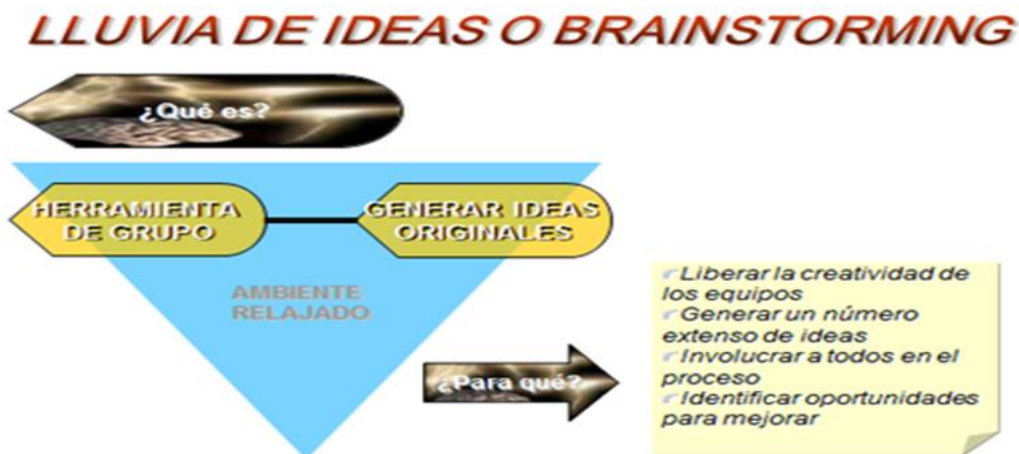 LLUVIA DE IDEAS O BRAINSTORMING
¿Qué es?
HERRAMIENTA
DE GRUPO
GENERAR IDEAS
ORIGINALES
AMBIENTE
RELAJADO
¿Para qué?
Liberar la creatividad de
los equipos
Generar un número
extenso de ideas
Involucrar a todos en el
proceso
Identificar oportunidades
para mejorar